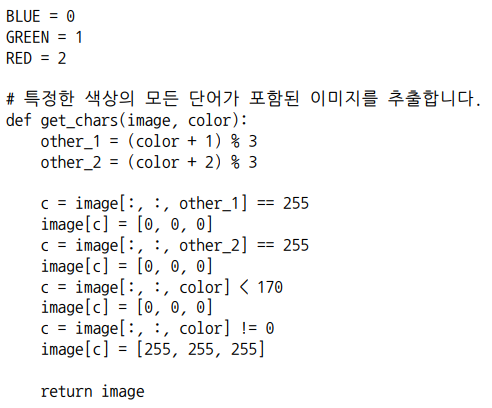 BLUE = 0
GREEN = 1
RED = 2

# 특정한 색상의 모든 단어가 포함된 이미지를 추출합니다.
def get_chars(image, color):
    other_1 = (color + 1) % 3
    other_2 = (color + 2) % 3

    c = image[:, :, other_1] == 255
    image[c] = [0, 0, 0]
    c = image[:, :, other_2] == 255
    image[c] = [0, 0, 0]
    c = image[:, :, color] < 170
    image[c] = [0, 0, 0]
    c = image[:, :, color] != 0
    image[c] = [255, 255, 255]

    return image